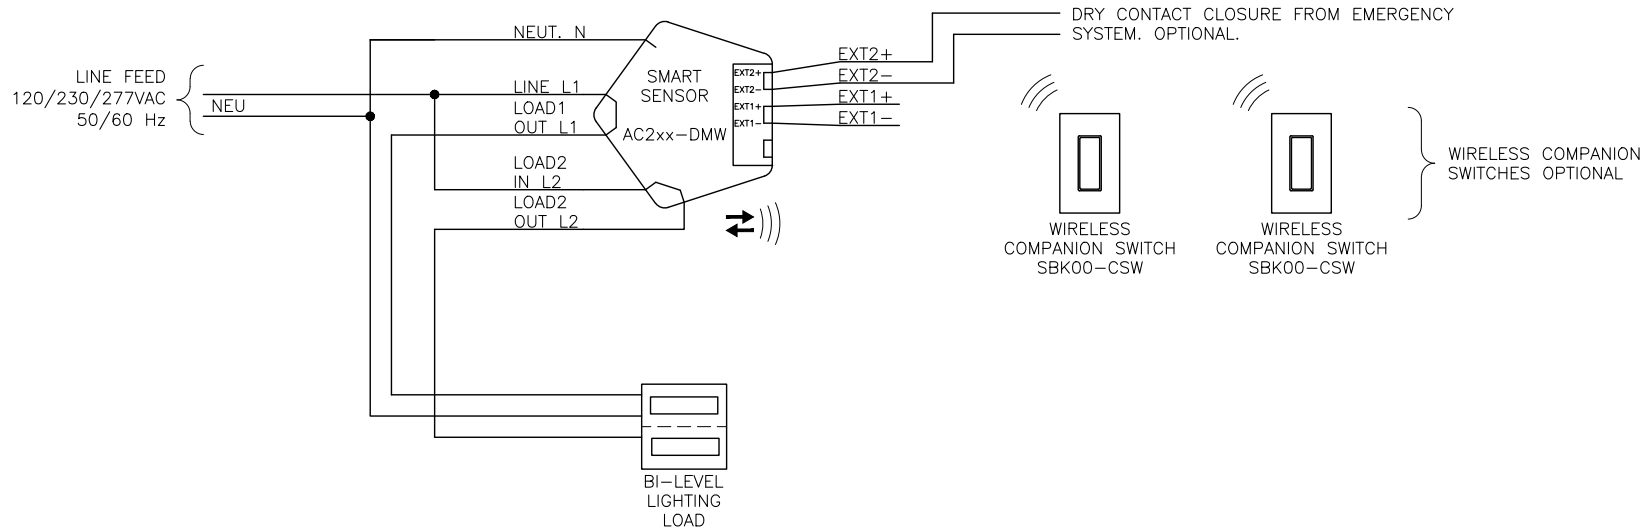 DRY CONTACT CLOSURE FROM EMERGENCY
SYSTEM. OPTIONAL.
NEUT. N
LINE FEED
120/230/277VAC
50/60 Hz
NEU
LINE L1
LOAD1
OUT L1
LOAD2
IN L2
LOAD2
OUT L2
SMART
SENSOR
AC2xx-DMW
EXT2+
EXT2-
EXT1+
EXT1-
EXT2+
EXT2-
EXT1+
EXT1-
WIRELESS
COMPANION SWITCH
SBK00-CSW
WIRELESS
COMPANION SWITCH
SBK00-CSW
WIRELESS COMPANION
SWITCHES OPTIONAL
BI-LEVEL
LIGHTING
LOAD